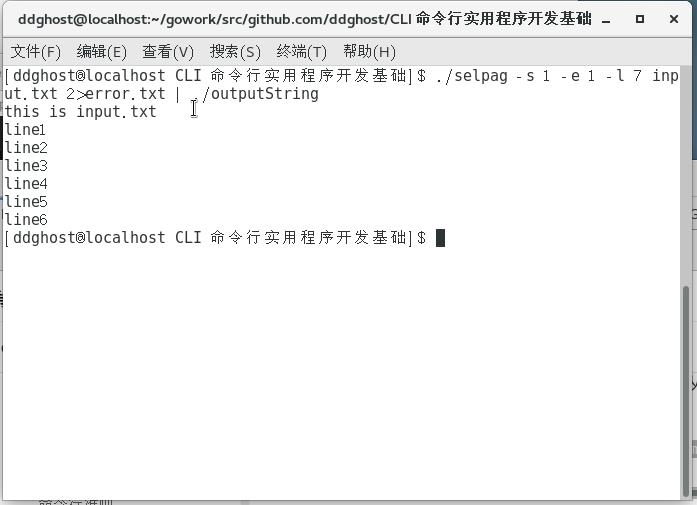 ddghost@localhost:~/gowork/src/github.com/ddghost/CLI 命令行实用程序开发基础
文件(F) 编辑(E) 查看(V) 搜索(S) 终端(T) 帮助(H)
[ddghost@localhost CLI 命令行实用程序开发基础]$ ./selpag -s 1 -e 1 -l 7 inp
ut.txt 2>error.txt | ./outputString
this is input.txt
line1
line2
line3
line4
line5
line6
[ddghost@localhost CLI 命令行实用程序开发基础]$